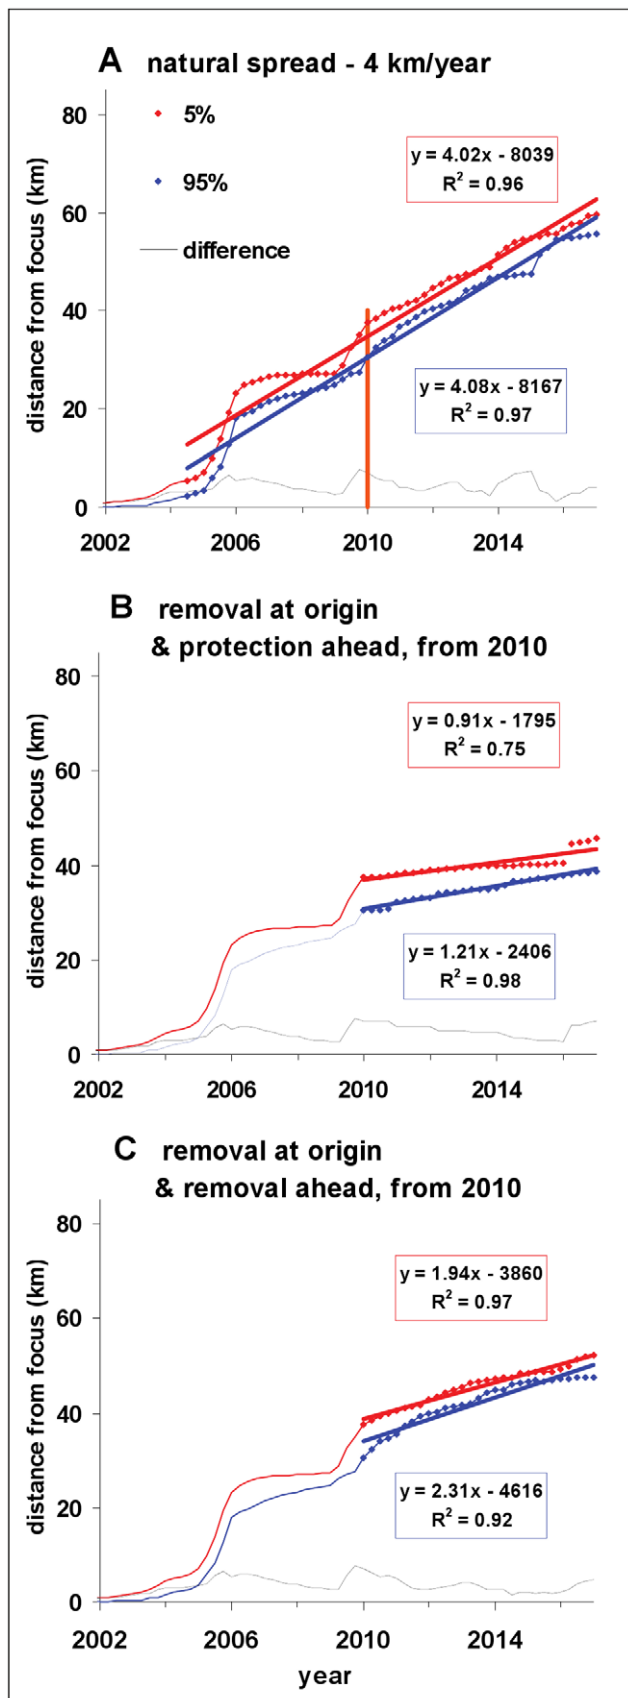 A natural spread - 4 km/year
80
60
40
20
0
distance from focus (km)
5%
95%
difference
y = 4.02x - 8039
R² = 0.96
y = 4.08x - 8167
R² = 0.97
2002 2006 2010 2014
B removal at origin
& protection ahead, from 2010
80
60
40
20
0
distance from focus (km)
y = 0.91x - 1795
R² = 0.75
y = 1.21x - 2406
R² = 0.98
2002 2006 2010 2014
C removal at origin
& removal ahead, from 2010
80
60
40
20
0
distance from focus (km)
y = 1.94x - 3860
R² = 0.97
y = 2.31x - 4616
R² = 0.92
2002 2006 2010 2014
year